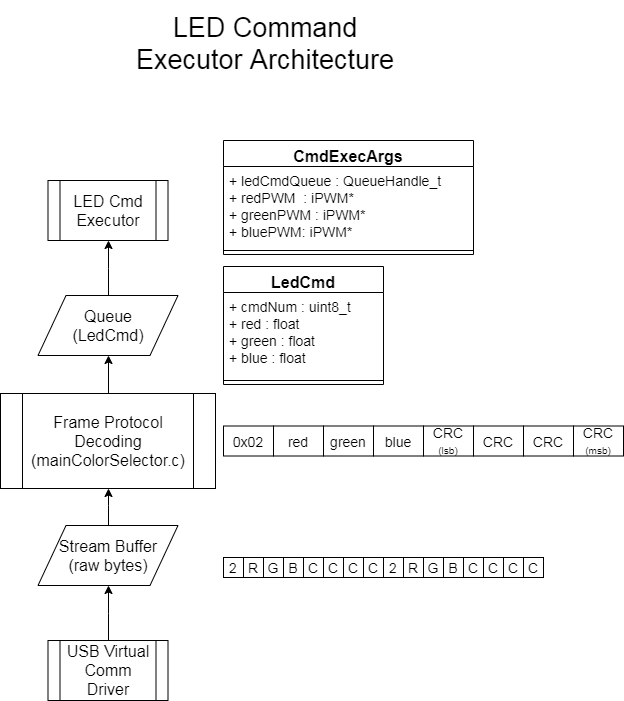 LED Command
Executor Architecture
CmdExecArgs
+ ledCmdQueue : QueueHandle_t
+ redPWM : iPWM*
+ greenPWM : iPWM*
+ bluePWM: iPWM*
LED Cmd
Executor
LedCmd
+ cmdNum : uint8_t
+ red : float
+ green : float
+ blue : float
Queue
(LedCmd)
Frame Protocol
Decoding
(mainColorSelector.c)
0x02 red green blue CRC (lsb) CRC CRC CRC (msb)
Stream Buffer
(raw bytes)
2 R G B C C C C 2 R G B C C C C
USB Virtual
Comm
Driver